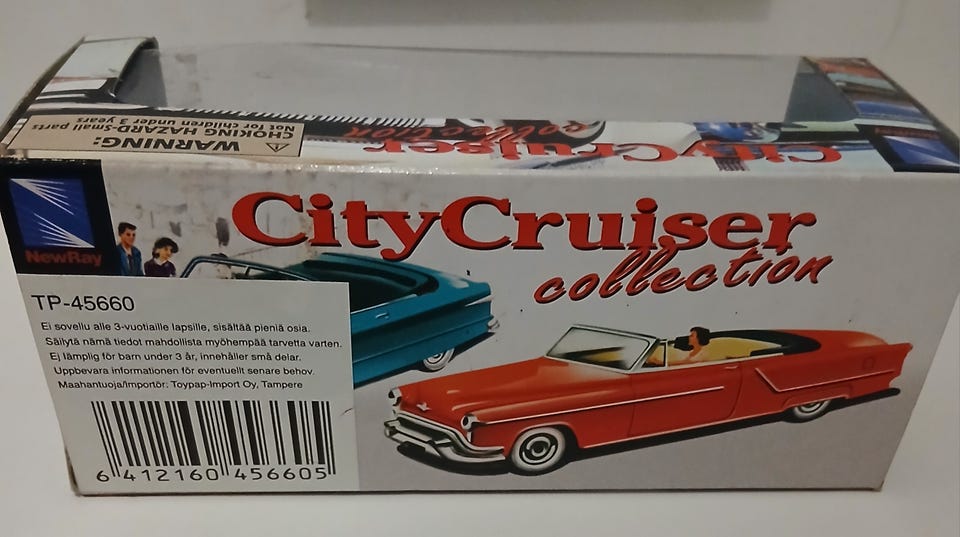 WARNING:
CHOKING HAZARD-Small parts
Not for children under 3 years
CityCruiser
collection
NewRay
CityCruiser
collection
TP-45660
Ei sovellu alle 3-vuotiaille lapsille, sisältää pieniä osia.
Säilytä nämä tiedot mahdollista myöhempää tarvetta varten.
Ej lämplig för barn under 3 år, innehåller små delar.
Uppbevara informationen för eventuellt senare behov.
Maahantuoja/importör: Toypap-Import Oy, Tampere
6 412160 456605